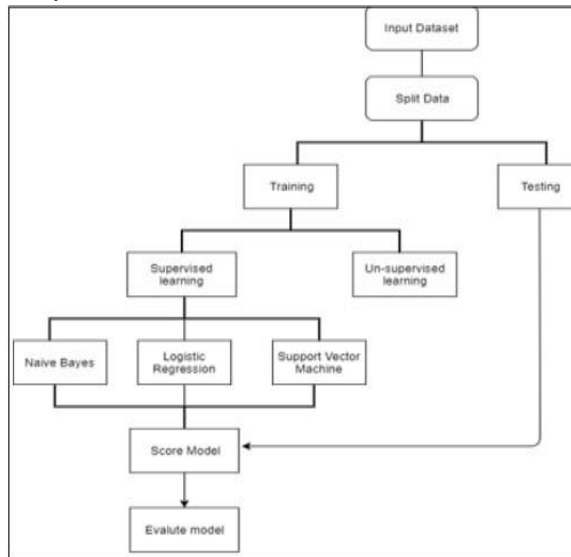 Input Dataset
Split Data
Training
Testing
Supervised
learning
Un-supervised
learning
Naive Bayes
Logistic
Regression
Support Vector
Machine
Score Model
Evalute model